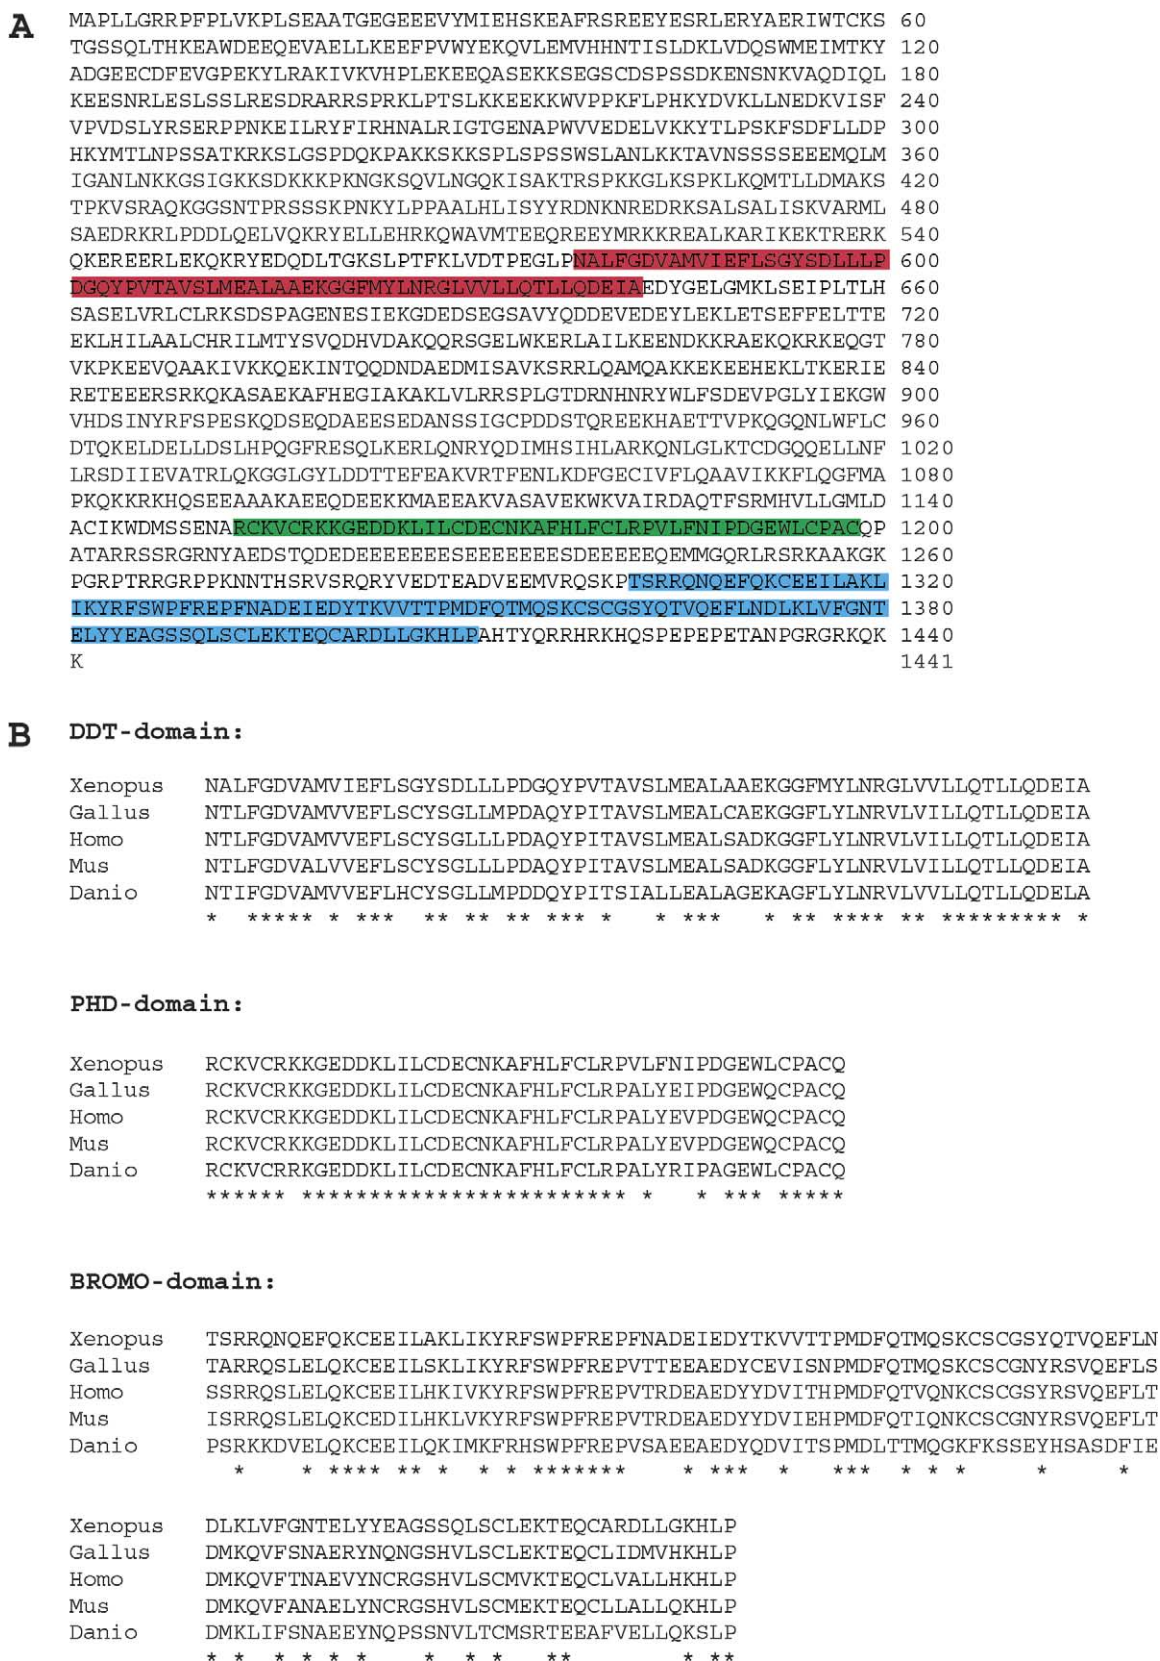 A
MAPLLGRRPFPLVKPLSEAATGEGEEEVYMIEHSKEAFRSREEYESRLERYAERIWTCKS 60
TGSSQLTHKEAWDEEQEVAELLKEEFPVWYEKQVLEMVHHNTISLDKLVDQSWMEIMTKY 120
ADGEECDFEVGPEKYLRAKIVKVHPLEKEEQASEKKSEGSCDSPSSDKENSNKVAQDIQL 180
KEESNRLESLSSLRESDRARRSPRKLPTSLKKEEKKWVPPKFLPHKYDVKLLNEDKVISF 240
VPVDSLYRSERPPNKEILRYFIRHNALRIGTGENAPWVVEDELVKKYTLPSKFSDFLLDP 300
HKYMTLNPSSATKRKSLGSPDQKPAKKSKKSPLSPSSWSLANLKKTAVNSSSSEEEMQLM 360
IGANLNKKGSIGKKSDKKKPKNGKSQVLNGQKISAKTRSPKKGLKSPKLKQMTLLDMAKS 420
TPKVSRAQKGGSNTPRSSSKPNKYLPPAALHLISYYRDNKNREDRKSALSALISKVARML 480
SAEDRKRLPDDLQELVQKRYELLEHRKQWAVMTEEQREEYMRKKREALKARIKEKTRERK 540
QKEREERLEKQKRYEDQDLTGKSLPTFKLVDTPEGLPNALFGDVAMVIEFLSGYSDLLLP 600
DGQYPVTAVSLMEALAAEKGGFMYLNRGLVVLLQTLLQDEIAEDYGELGMKLSEIPLTLH 660
SASELVRLCLRKSDSPAGENESIEKGDEDSEGSAVYQDDEVEDEYLEKLETSEFFELTTE 720
EKLHILAALCHRILMTYSVQDHVDAKQQRSGELWKERLAILKEENDKKRAEKQKRKEQGT 780
VKPKEEVQAAKIVKKQEKINTQQDNDAEDMISAVKSRRLQAMQAKKEKEEHEKLTKERIE 840
RETEEERSRKQKASAEKAFHEGIAKAKLVLRRSPLGTDRNHNRYWLFSDEVPGLYIEKGW 900
VHDSINYRFSPESKQDSEQDAEESEDANSSIGCPDDSTQREEKHAETTVPKQGQNLWFLC 960
DTQKELDELLDSLHPQGFRESQLKERLQNRYQDIMHSIHLARKQNLGLKTCDGQQELLNF 1020
LRSDIIEVATRLQKGGLGYLDDTTEFEAKVRTFENLKDFGECIVFLQAAVIKKFLQGFMA 1080
PKQKKRKHQSEEAAAKAEEQDEEKKMAEEAKVASAVEKWKVAIRDAQTFSRMHVLLGMLD 1140
ACIKWDMSSENARCKVCRKKGEDDKLILCDECNKAFHLFCLRPVLFNIPDGEWLCPACQP 1200
ATARRSSRGRNYAEDSTQDEDEEEEEEESEEEEEEEESDEEEEEEQEMMGQRLRSRKAAKGK 1260
PGRPTRRGRPPKNNTHSRVSRQRYVEDTEADVEEMVRQSKPTSRRQNQEFQKCEEILAKL 1320
IKYRFSWPFREPFNADEIEDYTKVVTTPMDFQTMQSKCSCGSYQTVQEFLNDLKLVFGNT 1380
ELYYEAGSSQLSCLEKTEQCARDLLGKHLPAHTYQRRHRKHQSPEPEPETANPGRGRKQK 1440
K 1441
B DDT-domain:
Xenopus NALFGDVAMVIEFLSGYSDLLLPDGQYPVTAVSLMEALAAEKGGFMYLNRGLVVLLQTLLQDEIA
Gallus NTLFGDVAMVVEFLSCYSGLLMPDAQYPITAVSLMEALCAEKGGFLYLNRVLVILLQTLLQDEIA
Homo NTLFGDVAMVVEFLSCYSGLLLPDAQYPITAVSLMEALSADKGGFLYLNRVLVILLQTLLQDEIA
Mus NTLFGDVALVVEFLSCYSGLLLPDAQYPITAVSLMEALSADKGGFLYLNRVLVILLQTLLQDEIA
Danio NTIFGDVAMVVEFLHCYSGLLMPDDQYPITSIALLEALAGEKAGFLYLNRVLVVLLQTLLQDELA
*  ***** * ***  ** ** ** *** *   * ***   * ** **** ** ********* *
PHD-domain:
Xenopus RCKVCRKKGEDDKLILCDECNKAFHLFCLRPVLFNIPDGEWLCPACQ
Gallus RCKVCRKKGEDDKLILCDECNKAFHLFCLRPALYEIPDGEWQCPACQ
Homo RCKVCRKKGEDDKLILCDECNKAFHLFCLRPALYEVPDGEWQCPACQ
Mus RCKVCRKKGEDDKLILCDECNKAFHLFCLRPALYEVPDGEWQCPACQ
Danio RCKVCRRKGEDDKLILCDECNKAFHLFCLRPALYRIPAGEWLCPACQ
****** ************************ *   * *** *****
BROMO-domain:
Xenopus TSRRQNQEFQKCEEILAKLIKYRFSWPFREPFNADEIEDYTKVVTTPMDFQTMQSKCSCGSYQTVQEFLN
Gallus TARRQSLELQKCEEILSKLIKYRFSWPFREPVTTEEAEDYCEVISNPMDFQTMQSKCSCGNYRSVQEFLS
Homo SSRRQSLELQKCEEILHKIVKYRFSWPFREPVTRDEAEDYYDVITHPMDFQTVQNKCSCGSYRSVQEFLT
Mus ISRRQSLELQKCEDILHKLVKYRFSWPFREPVTRDEAEDYYDVIEHPMDFQTIQNKCSCGNYRSVQEFLT
Danio PSRKKDVELQKCEEILQKIMKFRHSWPFREPVSAEEAEDYQDVITSPMDLTTMQGKFKSSEYHSASDFIE
*     * **** ** *  * * ********     * ***   *    ***  * * *      *      *
Xenopus DLKLVFGNTELYYEAGSSQLSCLEKTEQCARDLLGKHLP
Gallus DMKQVFSNAERYNQNGSHVLSCLEKTEQCLIDMVHKHLP
Homo DMKQVFTNAEVYNCRGSHVLSCMVKTEQCLVALLHKHLP
Mus DMKQVFANAELYNCRGSHVLSCMEKTEQCLLALLQKHLP
Danio DMKLIFSNAEEYNQPSSNVLTCMSRTEEAFVELLQKSLP
* *  * * * *    *  * *   **        * **